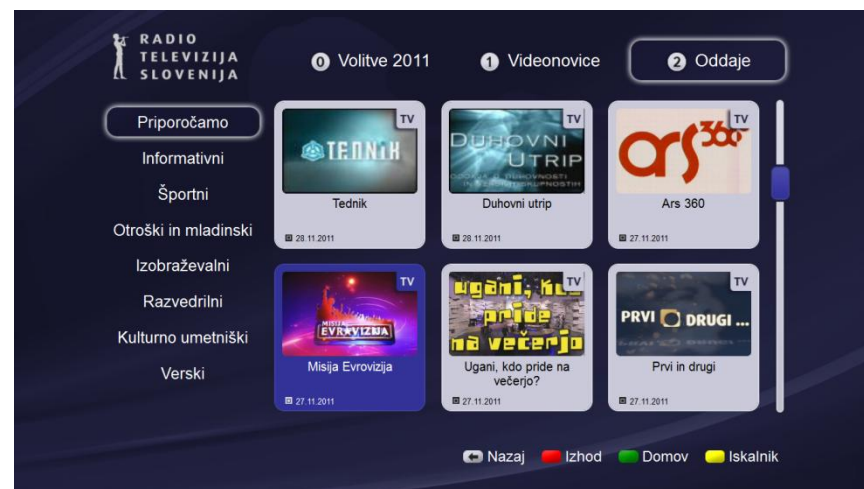 RADIO
TELEVIZIJA
SLOVENIJA
0 Volitve 2011
1 Videonovice
2 Oddaje
Priporočamo
Informativni
Športni
Otroški in mladinski
Izobraževalni
Razvedrilni
Kulturno umetniški
Verski
TV
TEDNIK
Tednik
28.11.2011
TV
DUHOVNI
UTRIP
ODDAJA O DUHOVNOSTI
Duhovni utrip
28.11.2011
TV
ars 360
Ars 360
27.11.2011
TV
MISIJA
EVROVIZIJA
Misija Evrovizija
27.11.2011
TV
ugani, kdo
pride
na večerjo
Ugani, kdo pride na
večerjo?
27.11.2011
TV
PRVI DRUGI ...
Prvi in drugi
27.11.2011
Nazaj
Izhod
Domov
Iskalnik